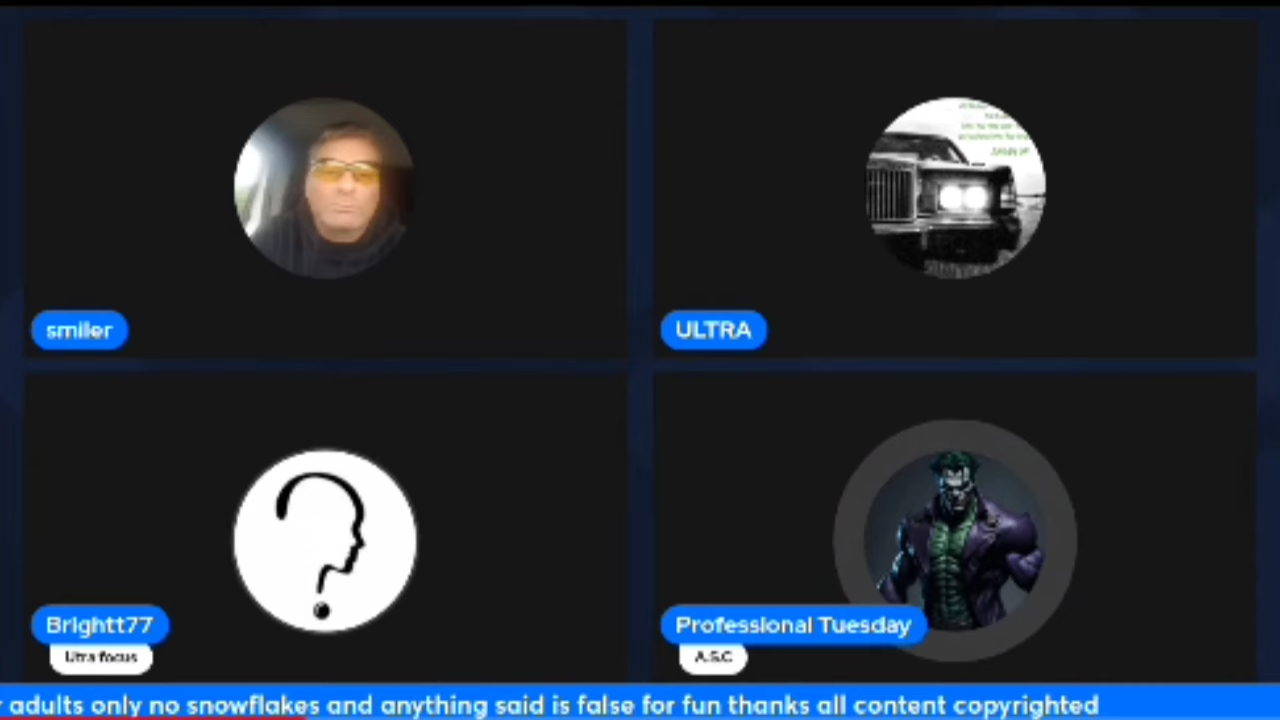 smiler
ULTRA
Brightt77
Utra focus
Professional Tuesday
A.S.C
adults only no snowflakes and anything said is false for fun thanks all content copyrighted